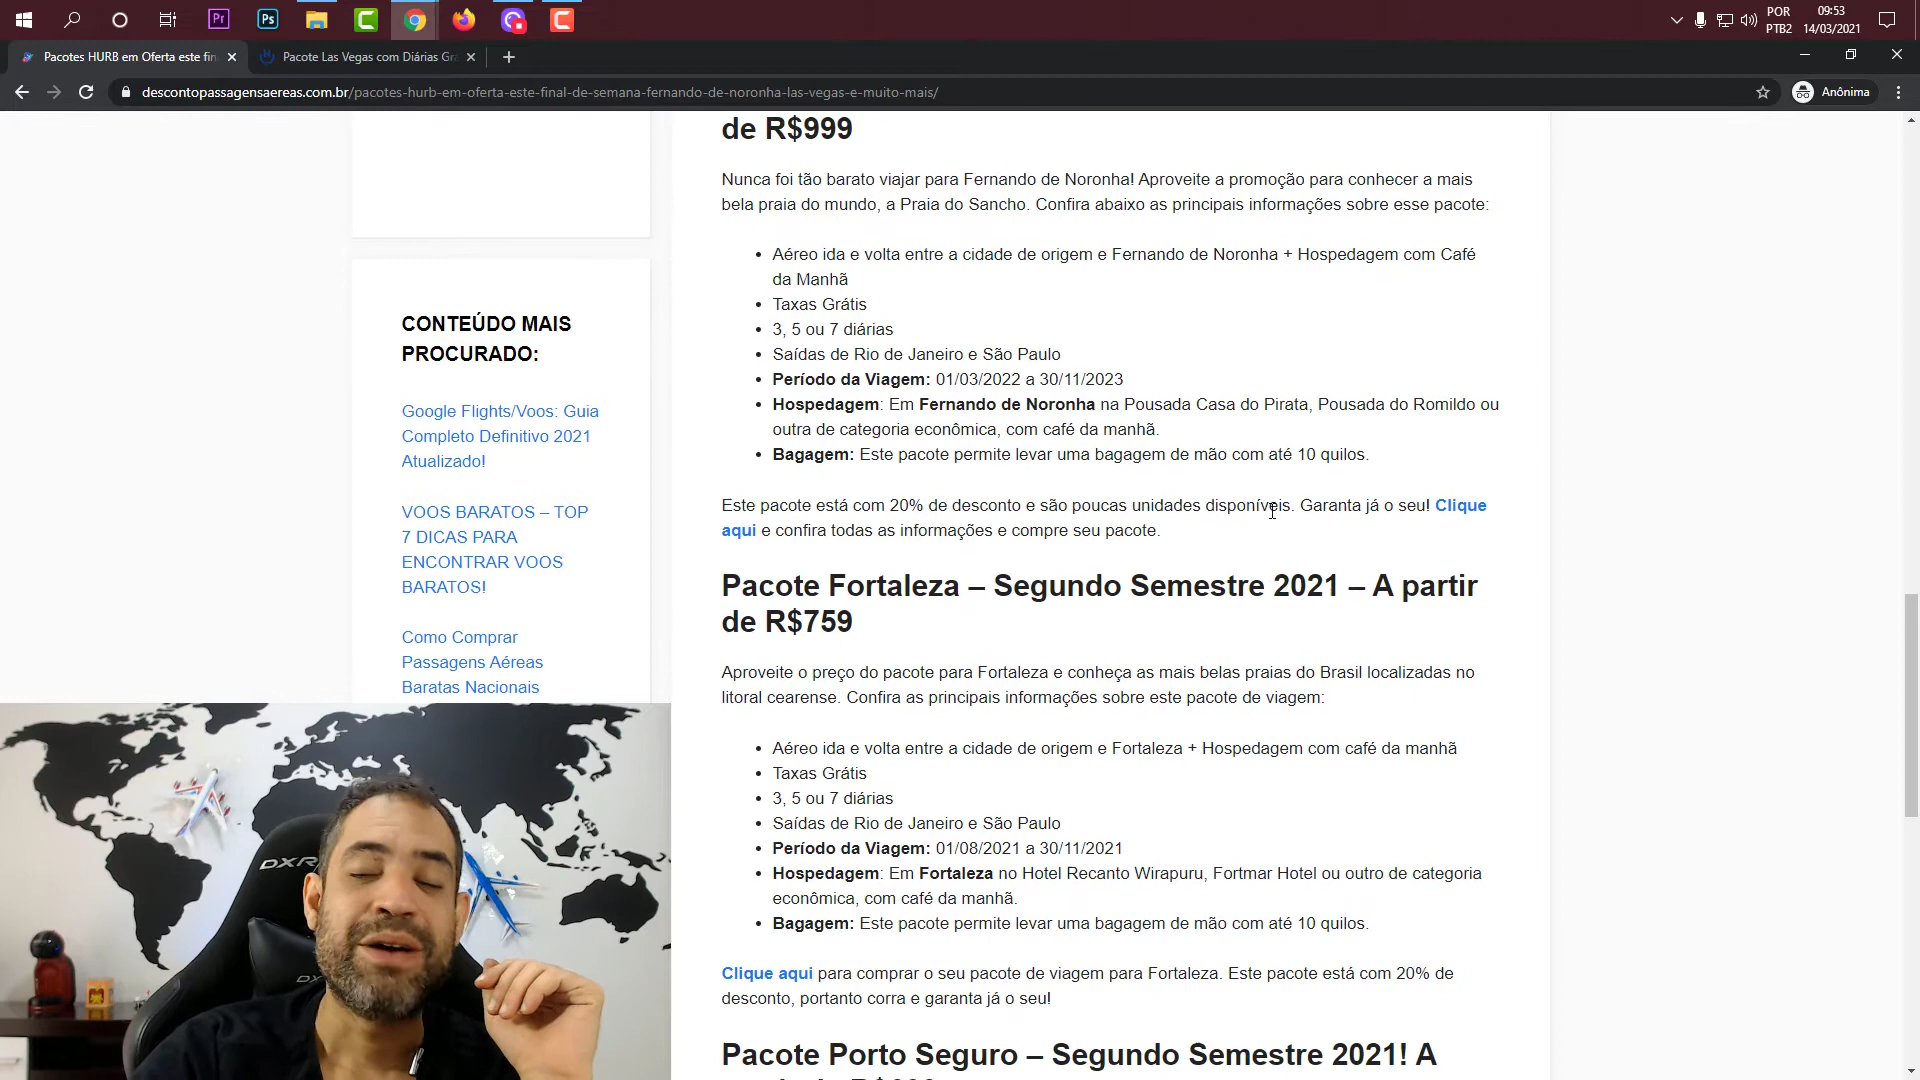 Pr
Ps
POR
PTB2
09:53
14/03/2021
Pacotes HURB em Oferta este fin
Pacote Las Vegas com Diárias Gra
descontopassagensaereas.com.br/pacotes-hurb-em-oferta-este-final-de-semana-fernando-de-noronha-las-vegas-e-muito-mais/
Anônima
CONTEÚDO MAIS
PROCURADO:
Google Flights/Voos: Guia
Completo Definitivo 2021
Atualizado!
VOOS BARATOS – TOP
7 DICAS PARA
ENCONTRAR VOOS
BARATOS!
Como Comprar
Passagens Aéreas
Baratas Nacionais
de R$999
Nunca foi tão barato viajar para Fernando de Noronha! Aproveite a promoção para conhecer a mais
bela praia do mundo, a Praia do Sancho. Confira abaixo as principais informações sobre esse pacote:
• Aéreo ida e volta entre a cidade de origem e Fernando de Noronha + Hospedagem com Café
da Manhã
• Taxas Grátis
• 3, 5 ou 7 diárias
• Saídas de Rio de Janeiro e São Paulo
• Período da Viagem: 01/03/2022 a 30/11/2023
• Hospedagem: Em Fernando de Noronha na Pousada Casa do Pirata, Pousada do Romildo ou
outra de categoria econômica, com café da manhã.
• Bagagem: Este pacote permite levar uma bagagem de mão com até 10 quilos.
Este pacote está com 20% de desconto e são poucas unidades disponíveis. Garanta já o seu! Clique
aqui e confira todas as informações e compre seu pacote.
Pacote Fortaleza – Segundo Semestre 2021 – A partir
de R$759
Aproveite o preço do pacote para Fortaleza e conheça as mais belas praias do Brasil localizadas no
litoral cearense. Confira as principais informações sobre este pacote de viagem:
• Aéreo ida e volta entre a cidade de origem e Fortaleza + Hospedagem com café da manhã
• Taxas Grátis
• 3, 5 ou 7 diárias
• Saídas de Rio de Janeiro e São Paulo
• Período da Viagem: 01/08/2021 a 30/11/2021
• Hospedagem: Em Fortaleza no Hotel Recanto Wirapuru, Fortmar Hotel ou outro de categoria
econômica, com café da manhã.
• Bagagem: Este pacote permite levar uma bagagem de mão com até 10 quilos.
Clique aqui para comprar o seu pacote de viagem para Fortaleza. Este pacote está com 20% de
desconto, portanto corra e garanta já o seu!
Pacote Porto Seguro – Segundo Semestre 2021! A
DXR
DX